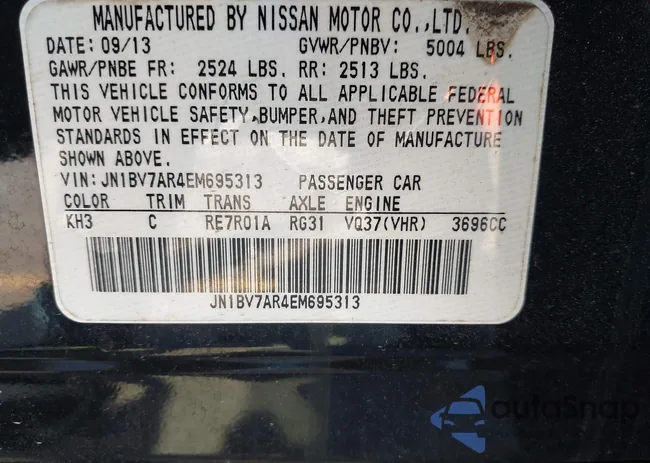 MANUFACTURED BY NISSAN MOTOR CO.,LTD.
DATE: 09/13 GVWR/PNBV: 5004 LBS.
GAWR/PNBE FR: 2524 LBS. RR: 2513 LBS.
THIS VEHICLE CONFORMS TO ALL APPLICABLE FEDERAL
MOTOR VEHICLE SAFETY,BUMPER,AND THEFT PREVENTION
STANDARDS IN EFFECT ON THE DATE OF MANUFACTURE
SHOWN ABOVE.
VIN:JN1BV7AR4EM695313 PASSENGER CAR
COLOR TRIM TRANS AXLE ENGINE
KH3 C RE7R01A RG31 VQ37(VHR) 3696CC
JN1BV7AR4EM695313
autoSnap